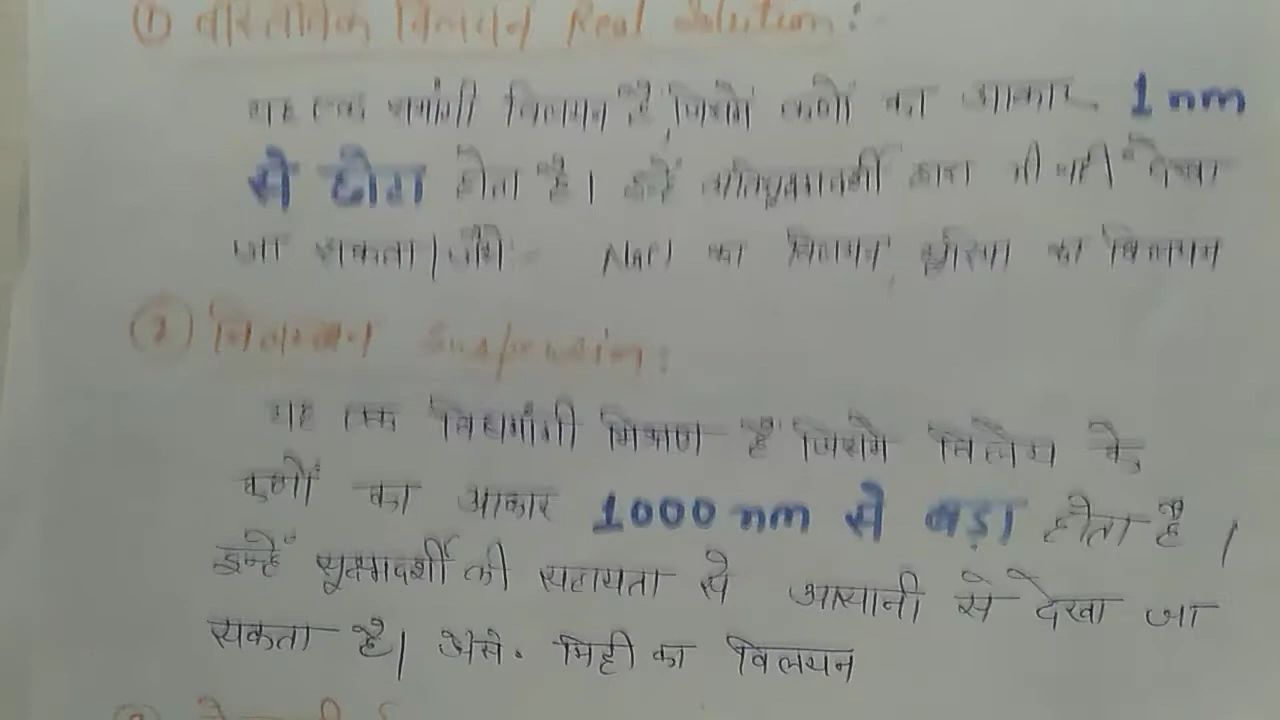 ① वास्तविक विलयन Real Solution:
यह एक समांगी विलयन है, जिसमें कणों का आकार 1 nm
से छोटा होता है। इन्हें अतिसूक्ष्मदर्शी द्वारा भी नहीं देखा
जा सकता। जैसे:- NaCl का विलयन, का विलयन
② निलम्बन Suspension:
यह एक विषमांगी मिश्रण है जिसमें विलेय के
कणों का आकार 1000 nm से बड़ा होता है।
इन्हें सूक्ष्मदर्शी की सहायता से आसानी से देखा जा
सकता है। जैसे. मिट्टी का विलयन